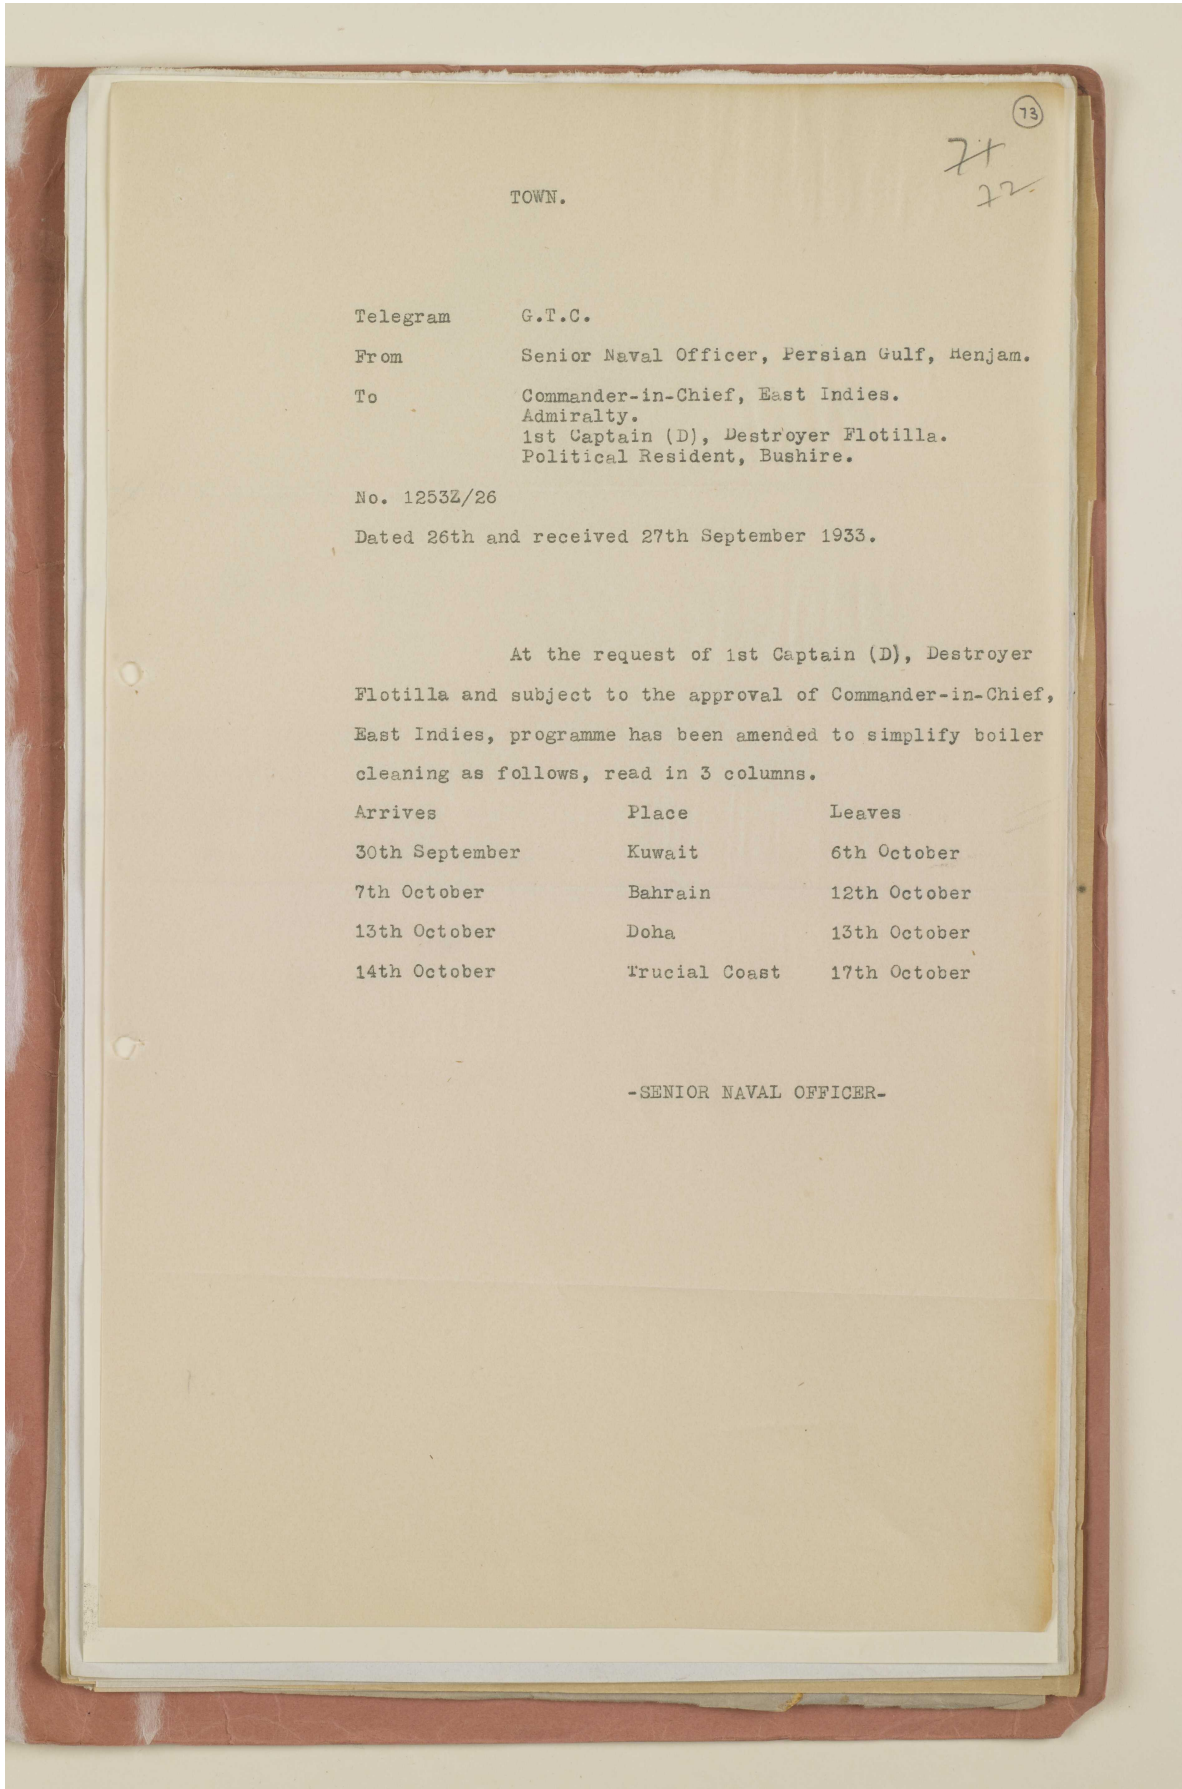 73
71
72
TOWN.
Telegram G.T.C.
From Senior Naval Officer, Persian Gulf, Henjam.
To Commander-in-Chief, East Indies.
Admiralty.
1st Captain (D), Destroyer Flotilla.
Political Resident, Bushire.
No. 1253Z/26
Dated 26th and received 27th September 1933.
At the request of 1st Captain (D), Destroyer
Flotilla and subject to the approval of Commander-in-Chief,
East Indies, programme has been amended to simplify boiler
cleaning as follows, read in 3 columns.
Arrives Place Leaves
30th September Kuwait 6th October
7th October Bahrain 12th October
13th October Doha 13th October
14th October Trucial Coast 17th October
-SENIOR NAVAL OFFICER-